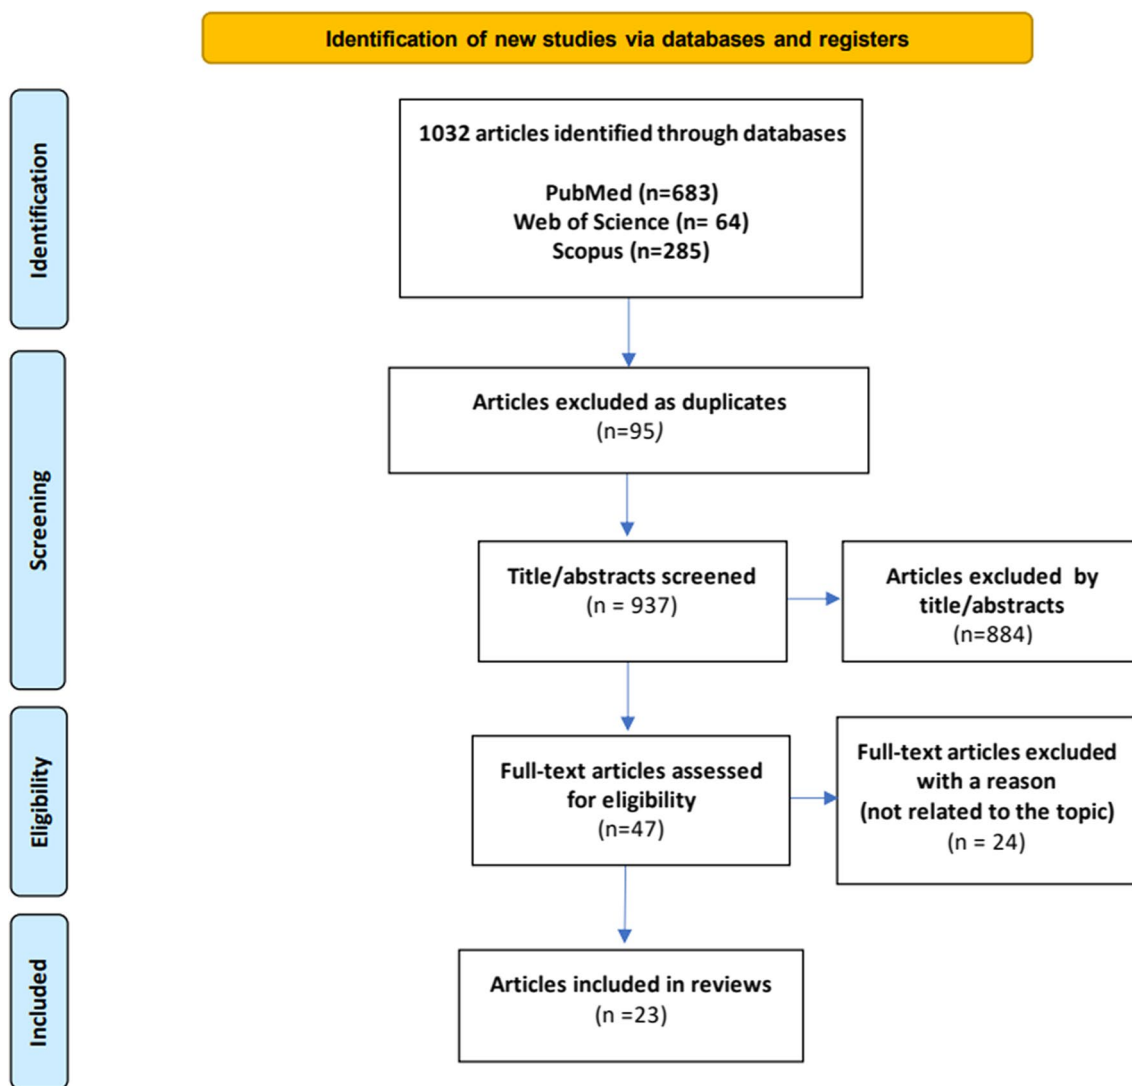 Identification of new studies via databases and registers
Identification
1032 articles identified through databases
PubMed (n=683)
Web of Science (n= 64)
Scopus (n=285)
Screening
Articles excluded as duplicates
(n=95)
Title/abstracts screened
(n = 937)
Articles excluded by
title/abstracts
(n=884)
Eligibility
Full-text articles assessed
for eligibility
(n=47)
Full-text articles excluded
with a reason
(not related to the topic)
(n = 24)
Included
Articles included in reviews
(n =23)